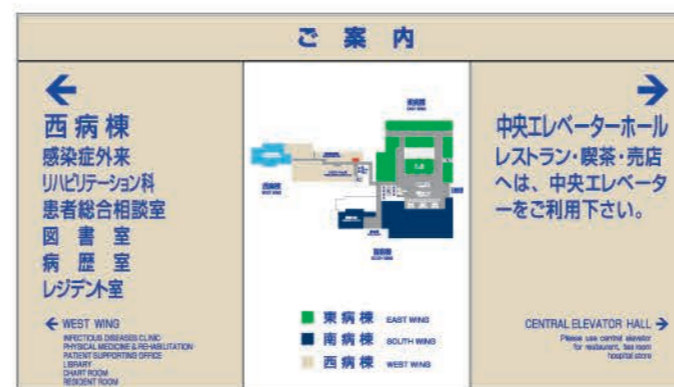 ご案内
西病棟
感染症外来
リハビリテーション科
患者総合相談室
図書室
病歴室
レジデント室
← WEST WING
INFECTIOUS DISEASES CLINIC
PHYSICAL MEDICINE & REHABILITATION
PATIENT SUPPORTING OFFICE
LIBRARY
CHART ROOM
RESIDENT ROOM
東病棟 EAST WING
南病棟 SOUTH WING
西病棟 WEST WING
中央エレベーターホール
レストラン・喫茶・売店
へは、中央エレベータ
ーをご利用下さい。
CENTRAL ELEVATOR HALL →
Please use central elevator
for restaurant, tea room
hospital store